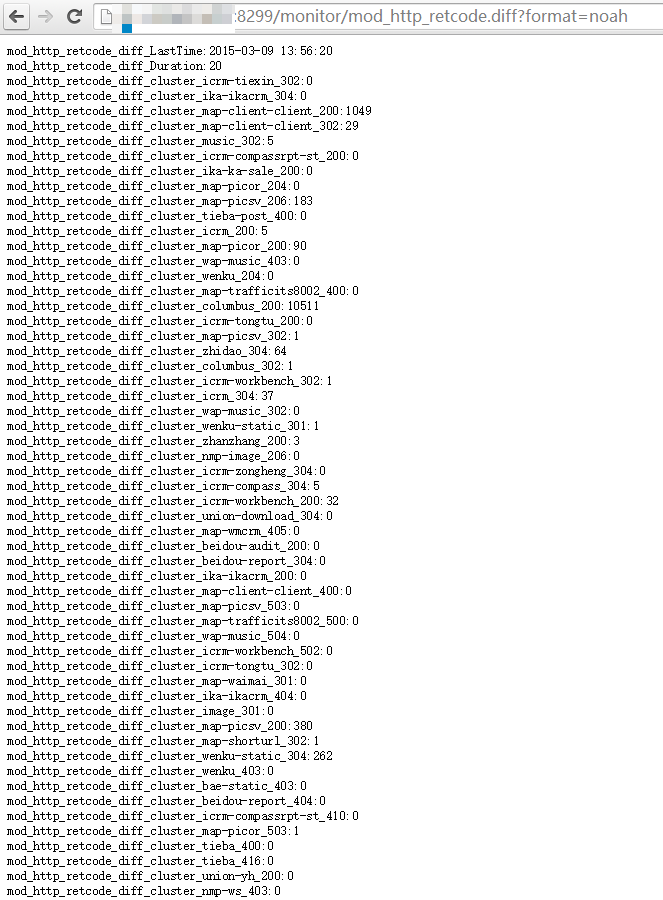 :8299/monitor/mod_http_retcode.diff?format=noah
mod_http_retcode_diff_LastTime:2015-03-09 13:56:20
mod_http_retcode_diff_Duration:20
mod_http_retcode_diff_cluster_icrm-tiexin_302:0
mod_http_retcode_diff_cluster_ika-ikacrm_304:0
mod_http_retcode_diff_cluster_map-client-client_200:1049
mod_http_retcode_diff_cluster_map-client-client_302:29
mod_http_retcode_diff_cluster_music_302:5
mod_http_retcode_diff_cluster_icrm-compassrpt-st_200:0
mod_http_retcode_diff_cluster_ika-ka-sale_200:0
mod_http_retcode_diff_cluster_map-picor_204:0
mod_http_retcode_diff_cluster_map-picsv_206:183
mod_http_retcode_diff_cluster_tieba-post_400:0
mod_http_retcode_diff_cluster_icrm_200:5
mod_http_retcode_diff_cluster_map-picor_200:90
mod_http_retcode_diff_cluster_wap-music_403:0
mod_http_retcode_diff_cluster_wenku_204:0
mod_http_retcode_diff_cluster_map-trafficits8002_400:0
mod_http_retcode_diff_cluster_columbus_200:10511
mod_http_retcode_diff_cluster_icrm-tongtu_200:0
mod_http_retcode_diff_cluster_map-picsv_302:1
mod_http_retcode_diff_cluster_zhidao_304:64
mod_http_retcode_diff_cluster_columbus_302:1
mod_http_retcode_diff_cluster_icrm-workbench_302:1
mod_http_retcode_diff_cluster_icrm_304:37
mod_http_retcode_diff_cluster_wap-music_302:0
mod_http_retcode_diff_cluster_wenku-static_301:1
mod_http_retcode_diff_cluster_zhanzhang_200:3
mod_http_retcode_diff_cluster_nmp-image_206:0
mod_http_retcode_diff_cluster_icrm-zongheng_304:0
mod_http_retcode_diff_cluster_icrm-compass_304:5
mod_http_retcode_diff_cluster_icrm-workbench_200:32
mod_http_retcode_diff_cluster_union-download_304:0
mod_http_retcode_diff_cluster_map-wmcrm_405:0
mod_http_retcode_diff_cluster_beidou-audit_200:0
mod_http_retcode_diff_cluster_beidou-report_304:0
mod_http_retcode_diff_cluster_ika-ikacrm_200:0
mod_http_retcode_diff_cluster_map-client-client_400:0
mod_http_retcode_diff_cluster_map-picsv_503:0
mod_http_retcode_diff_cluster_map-trafficits8002_500:0
mod_http_retcode_diff_cluster_wap-music_504:0
mod_http_retcode_diff_cluster_icrm-workbench_502:0
mod_http_retcode_diff_cluster_icrm-tongtu_302:0
mod_http_retcode_diff_cluster_map-waimai_301:0
mod_http_retcode_diff_cluster_ika-ikacrm_404:0
mod_http_retcode_diff_cluster_image_301:0
mod_http_retcode_diff_cluster_map-picsv_200:380
mod_http_retcode_diff_cluster_map-shorturl_302:1
mod_http_retcode_diff_cluster_wenku-static_304:262
mod_http_retcode_diff_cluster_wenku_403:0
mod_http_retcode_diff_cluster_bae-static_403:0
mod_http_retcode_diff_cluster_beidou-report_404:0
mod_http_retcode_diff_cluster_icrm-compassrpt-st_410:0
mod_http_retcode_diff_cluster_map-picor_503:1
mod_http_retcode_diff_cluster_tieba_400:0
mod_http_retcode_diff_cluster_tieba_416:0
mod_http_retcode_diff_cluster_union-yh_200:0
mod_http_retcode_diff_cluster_nmp-ws_403:0